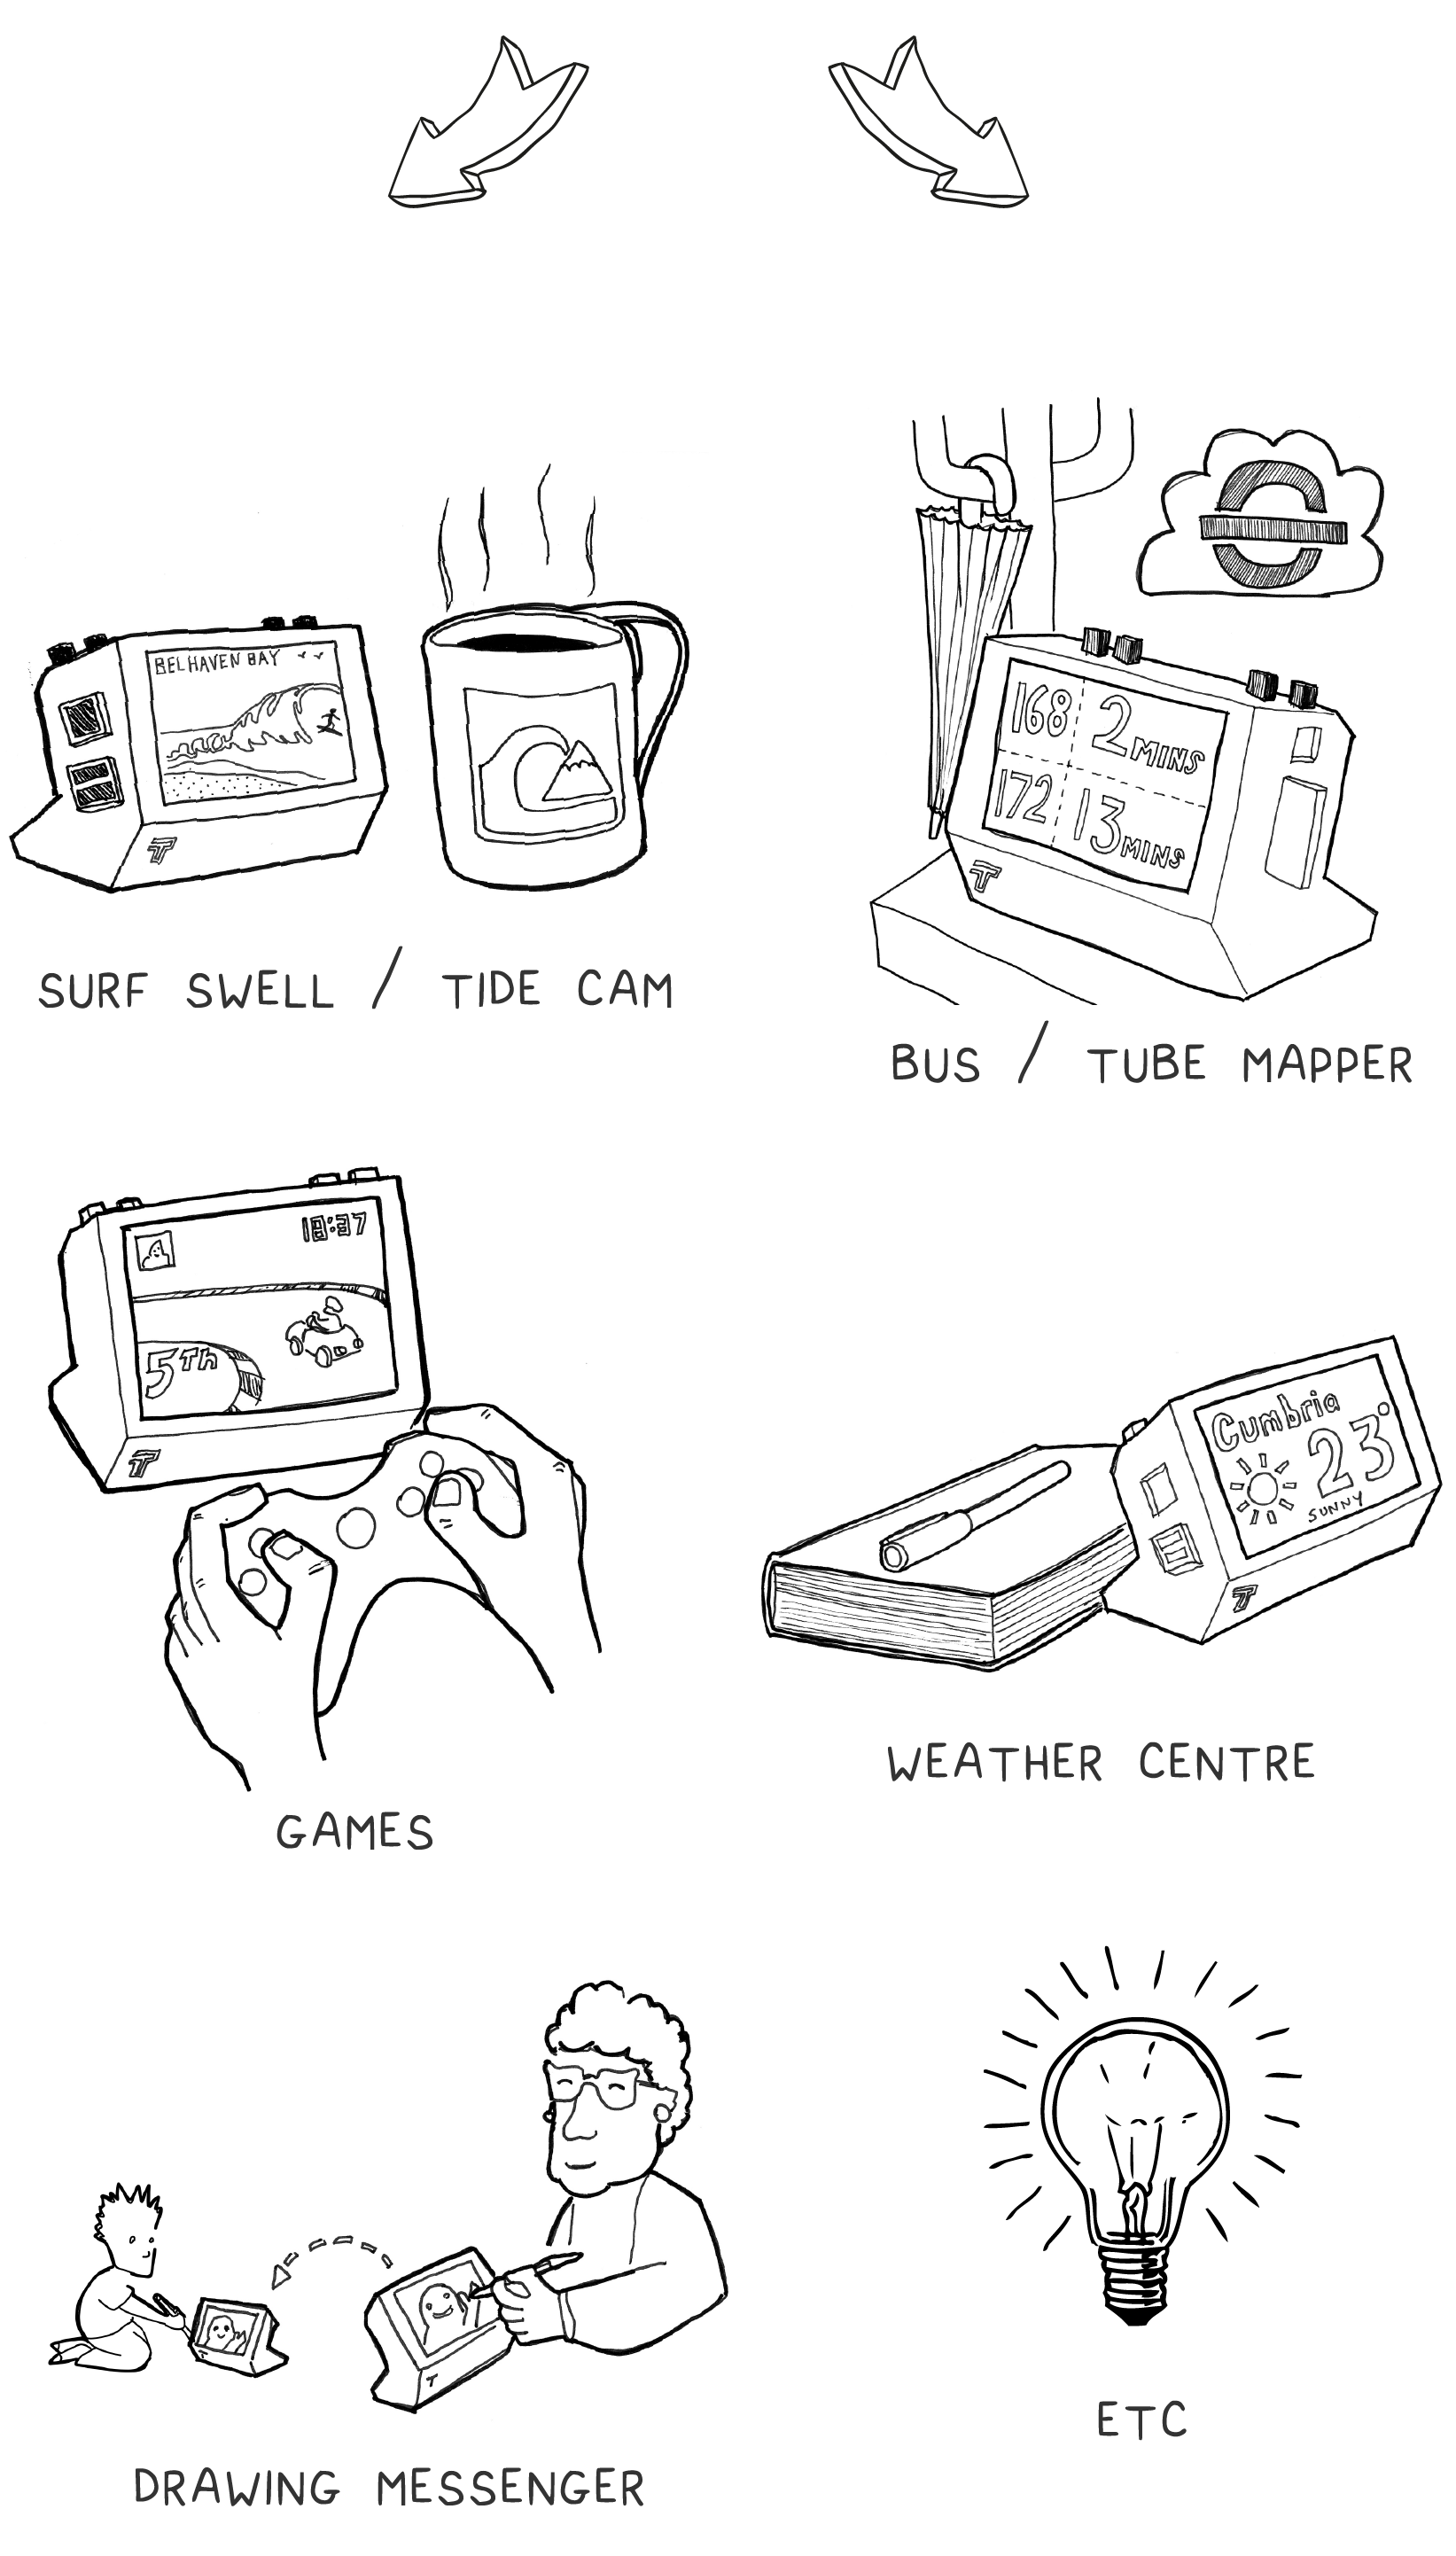 BELHAVEN BAY
T
SURF SWELL / TIDE CAM
168 2 MINS
172 13 MINS
T
BUS / TUBE MAPPER
18:37
5TH
T
GAMES
Cumbria
23°
SUNNY
T
WEATHER CENTRE
T
T
DRAWING MESSENGER
ETC